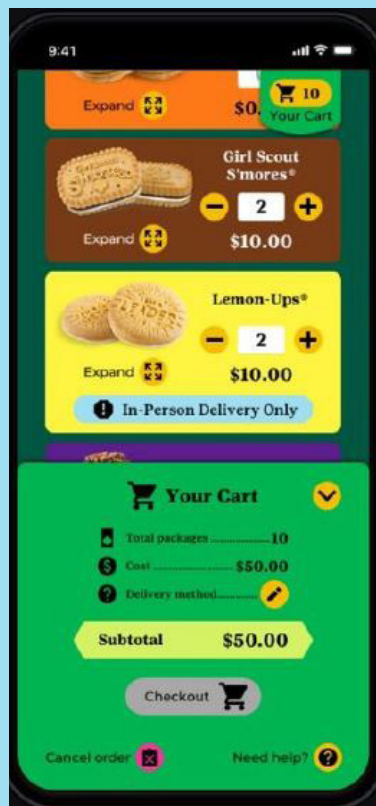 9:41
Expand
$0.
10
Your Cart
Girl Scout
S'mores®
2
Expand
$10.00
Lemon-Ups®
2
Expand
$10.00
In-Person Delivery Only
Your Cart
Total packages ................ 10
Cost ...................... $50.00
Delivery method...........
Subtotal $50.00
Checkout
Cancel order
Need help?